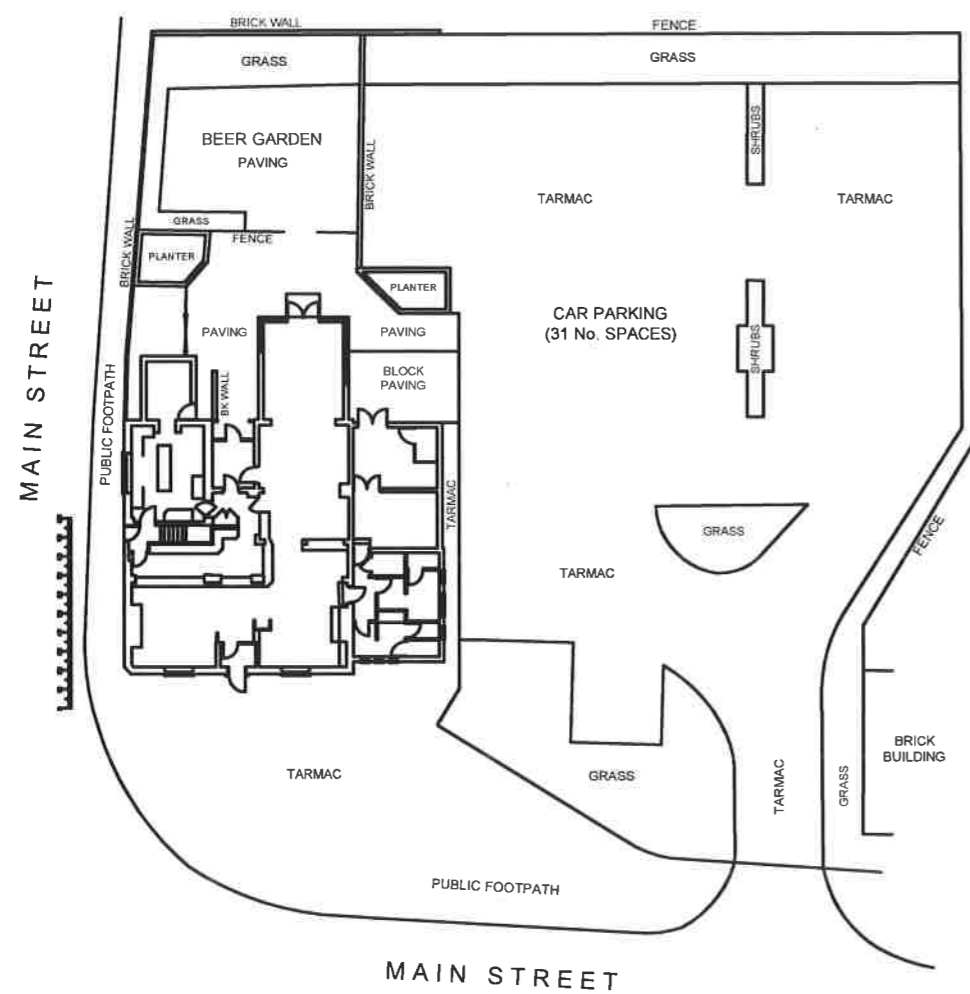 BRICK WALL
FENCE
GRASS
GRASS
BEER GARDEN
PAVING
BRICK WALL
SHRUBS
TARMAC
TARMAC
GRASS
FENCE
BRICK WALL
PLANTER
PLANTER
MAIN STREET
PUBLIC FOOTPATH
PAVING
PAVING
CAR PARKING
(31 No. SPACES)
SHRUBS
BLOCK
PAVING
BK WALL
TARMAC
GRASS
FENCE
TARMAC
BRICK
BUILDING
TARMAC
GRASS
TARMAC
GRASS
PUBLIC FOOTPATH
MAIN STREET